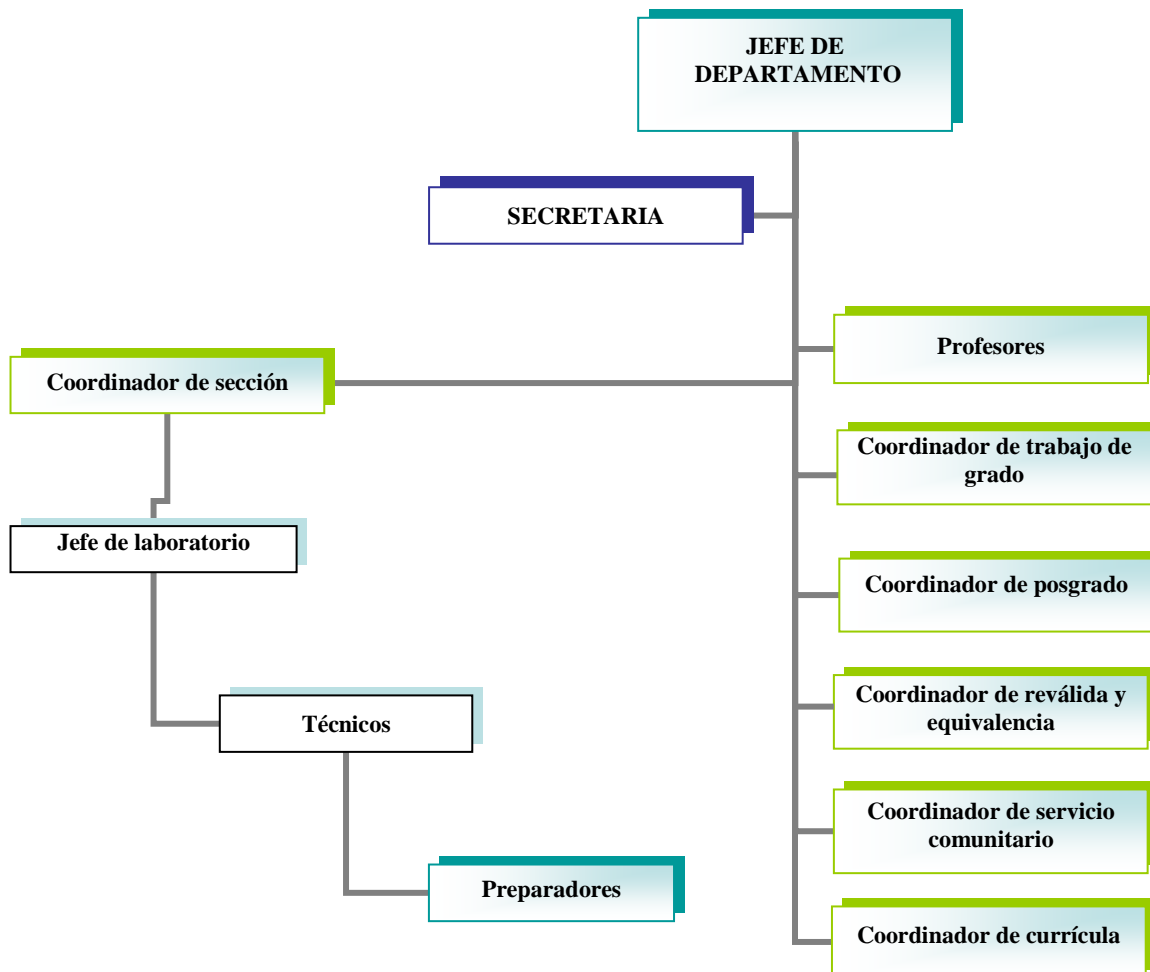 JEFE DE
DEPARTAMENTO
SECRETARIA
Profesores
Coordinador de sección
Coordinador de trabajo de
grado
Jefe de laboratorio
Coordinador de posgrado
Coordinador de reválida y
equivalencia
Técnicos
Coordinador de servicio
comunitario
Preparadores
Coordinador de currícula